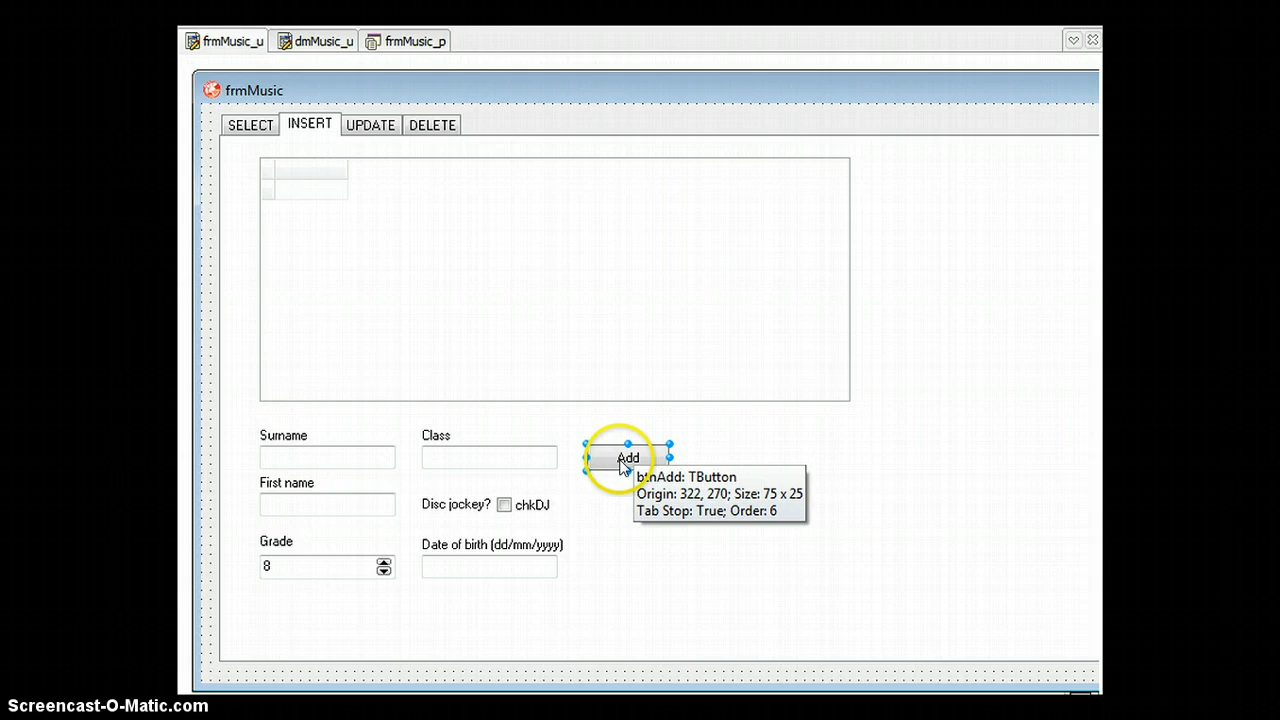 frmMusic_u dmMusic_u frmMusic_p
frmMusic
SELECT INSERT UPDATE DELETE
Surname Class
Add
btnAdd: TButton
First name
Origin: 322, 270; Size: 75 x 25
Disc jockey? chkDJ
Tab Stop: True; Order: 6
Grade Date of birth (dd/mm/yyyy)
8
Screencast-O-Matic.com